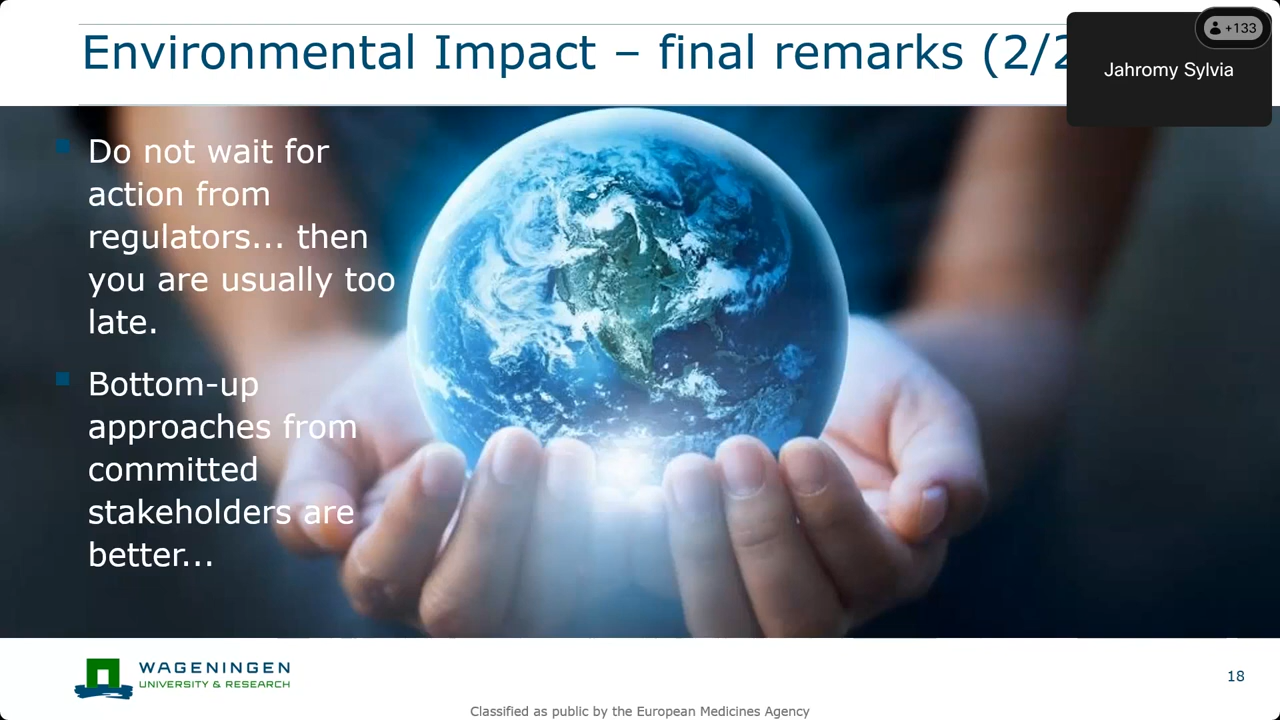 Environmental Impact – final remarks (2/2
+133
Jahromy Sylvia
Do not wait for
action from
regulators... then
you are usually too
late.
Bottom-up
approaches from
committed
stakeholders are
better...
WAGENINGEN
UNIVERSITY & RESEARCH
18
Classified as public by the European Medicines Agency